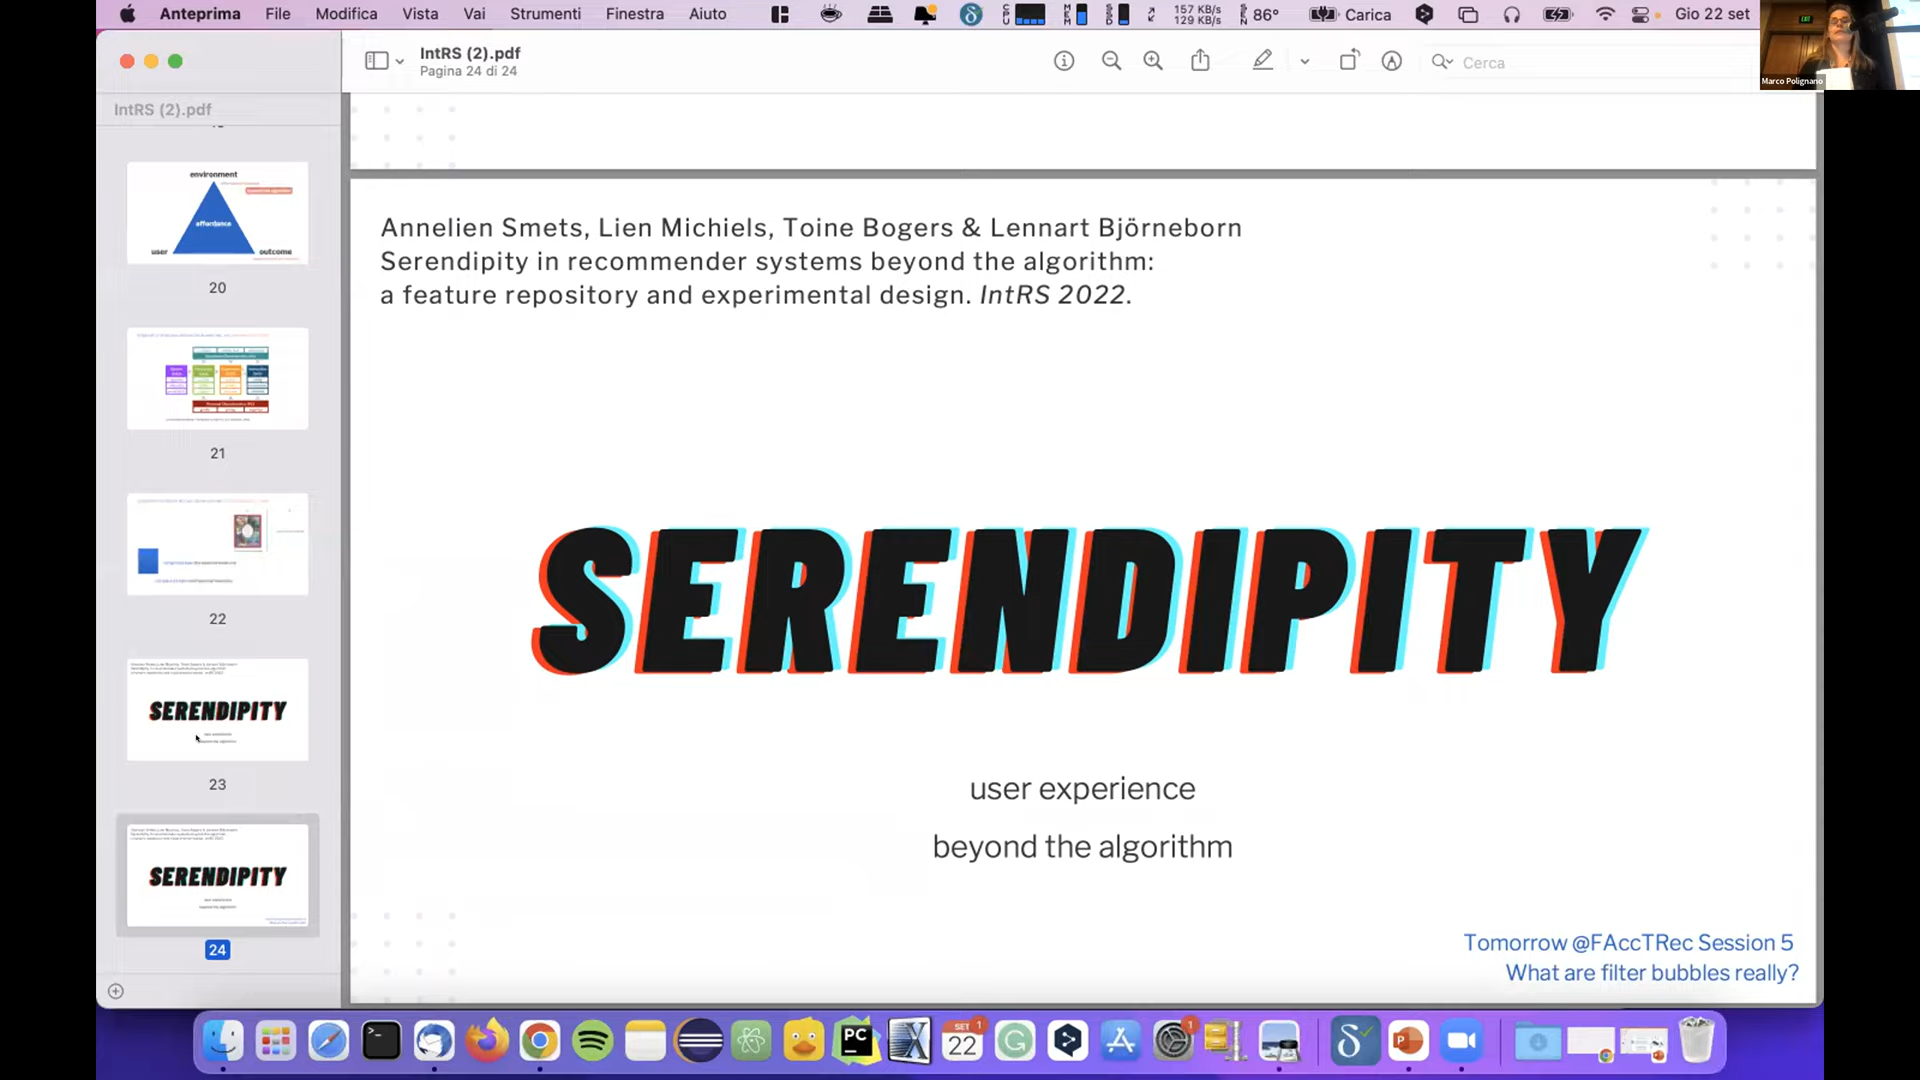 Anteprima File Modifica Vista Vai Strumenti Finestra Aiuto
157 KB/s
129 KB/s
86° Carica Gio 22 set
EXIT
Marco Polignano
IntRS (2).pdf
Pagina 24 di 24
Cerca
IntRS (2).pdf
environment
affordance
user outcome
20
21
22
SERENDIPITY
23
SERENDIPITY
24
Annelien Smets, Lien Michiels, Toine Bogers & Lennart Björneborn
Serendipity in recommender systems beyond the algorithm:
a feature repository and experimental design. IntRS 2022.
SERENDIPITY
user experience
beyond the algorithm
Tomorrow @FAccTRec Session 5
What are filter bubbles really?
PC
SET
22
1
1